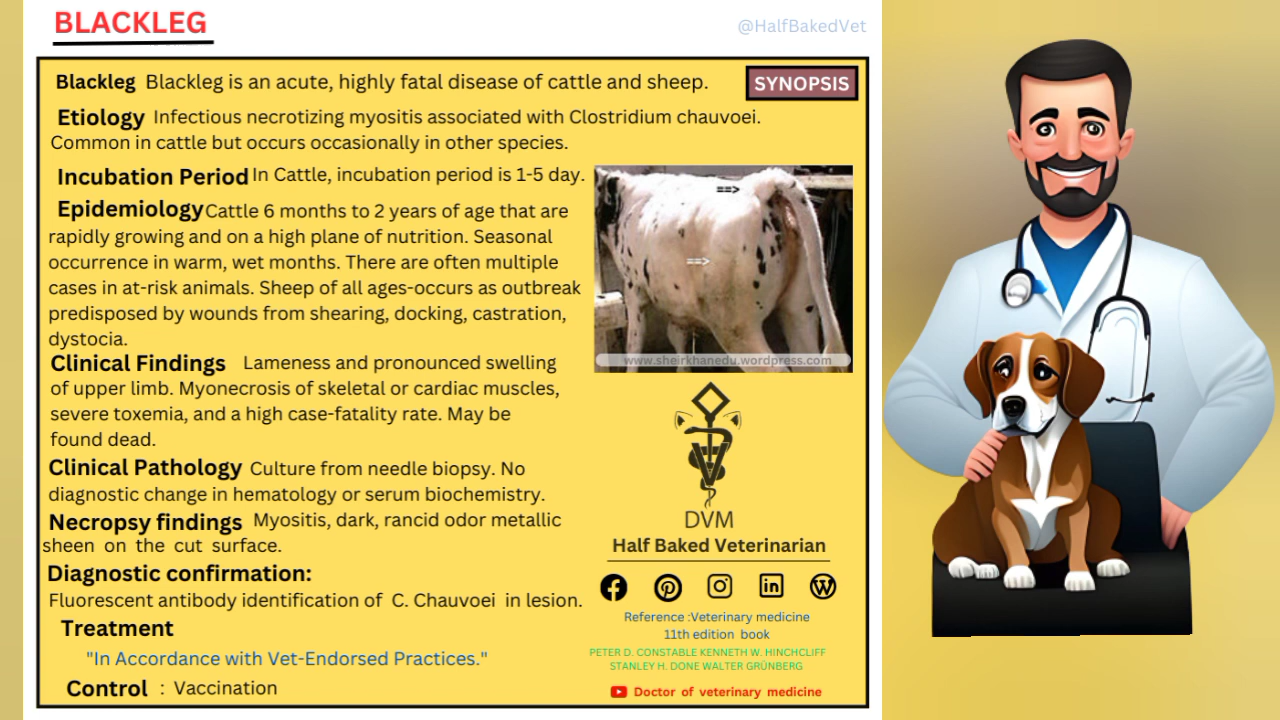 BLACKLEG
@HalfBakedVet
Blackleg Blackleg is an acute, highly fatal disease of cattle and sheep.
SYNOPSIS
Etiology Infectious necrotizing myositis associated with Clostridium chauvoei.
Common in cattle but occurs occasionally in other species.
Incubation Period In Cattle, incubation period is 1-5 day.
Epidemiology Cattle 6 months to 2 years of age that are
rapidly growing and on a high plane of nutrition. Seasonal
occurrence in warm, wet months. There are often multiple
cases in at-risk animals. Sheep of all ages-occurs as outbreak
predisposed by wounds from shearing, docking, castration,
dystocia.
Clinical Findings Lameness and pronounced swelling
of upper limb. Myonecrosis of skeletal or cardiac muscles,
severe toxemia, and a high case-fatality rate. May be
found dead.
Clinical Pathology Culture from needle biopsy. No
diagnostic change in hematology or serum biochemistry.
Necropsy findings Myositis, dark, rancid odor metallic
sheen on the cut surface.
Diagnostic confirmation:
Fluorescent antibody identification of C. Chauvoei in lesion.
Treatment
"In Accordance with Vet-Endorsed Practices."
Control : Vaccination
==>
==>
www.sheirkhanedu.wordpress.com
DVM
Half Baked Veterinarian
Reference :Veterinary medicine
11th edition book
PETER D. CONSTABLE KENNETH W. HINCHCLIFF
STANLEY H. DONE WALTER GRÜNBERG
Doctor of veterinary medicine